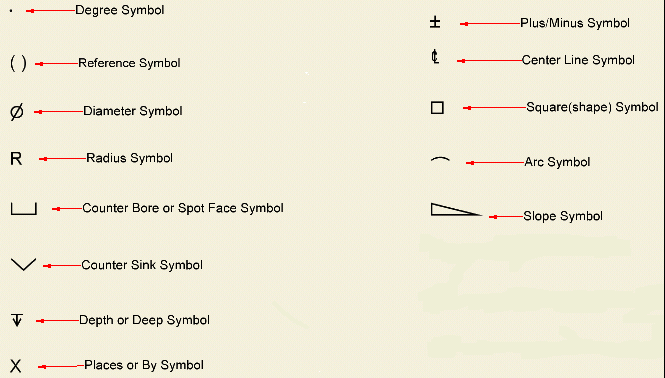 Degree Symbol
( ) Reference Symbol
Ø Diameter Symbol
R Radius Symbol
Counter Bore or Spot Face Symbol
Counter Sink Symbol
Depth or Deep Symbol
X Places or By Symbol
± Plus/Minus Symbol
℄ Center Line Symbol
Square(shape) Symbol
Arc Symbol
Slope Symbol